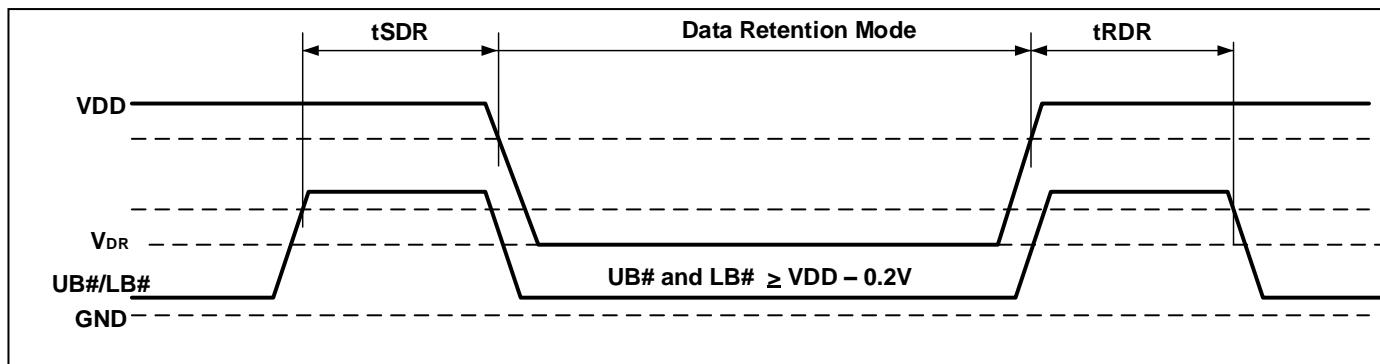 tSDR
Data Retention Mode
tRDR
VDD
VDR
UB#/LB#
UB# and LB# ≥ VDD – 0.2V
GND